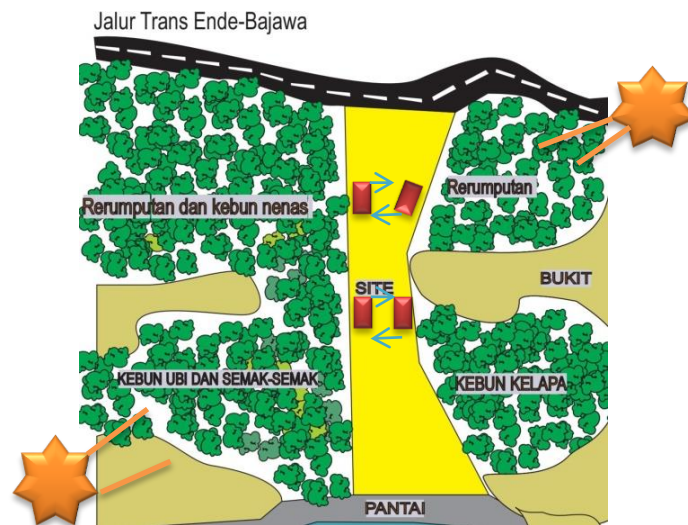 Jalur Trans Ende-Bajawa
Rerumputan dan kebun nenas
Rerumputan
BUKIT
SITE
KEBUN UBI DAN SEMAK-SEMAK
KEBUN KELAPA
PANTAI